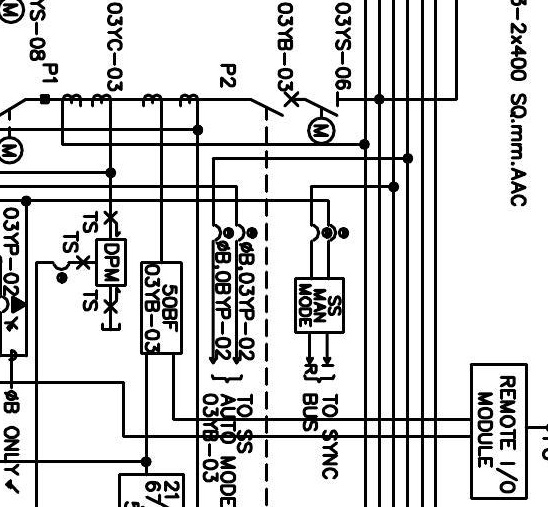 M
YS-08
03YC-03
P1
P2
03YB-03
03YS-06
M
M
3-2x400 SQ.mm.AAC
TS
TS
DPM
TS
03YP-02
X
ØB ONLY
50BF
03YB-03
ØB,03YP-02
ØB,0BYP-02
SS
MAN
MODE
R
I
TO SYNC
BUS
TO SS
AUTO MODE
03YB-03
REMOTE I/O
MODULE
21/
67/